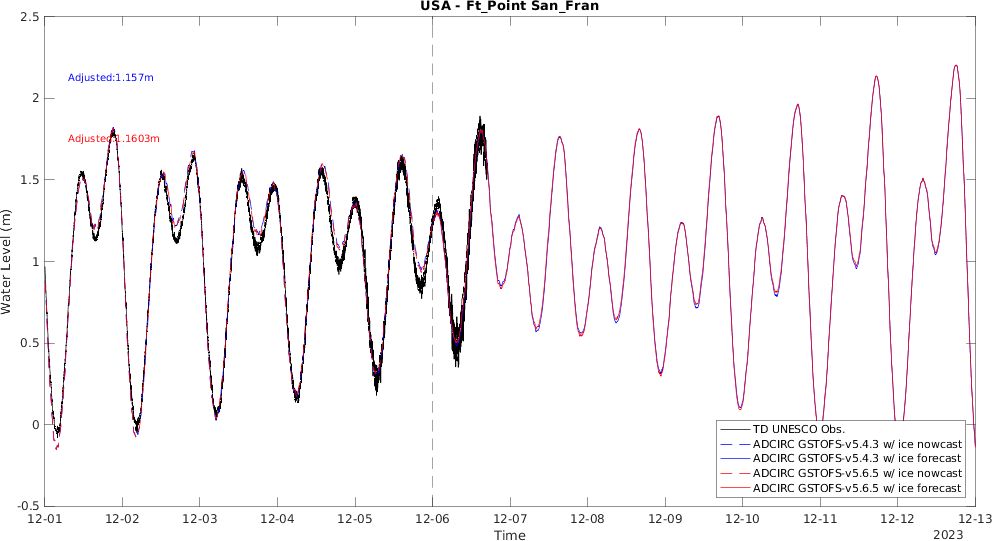 USA - Ft_Point San_Fran
2.5
Adjusted:1.157m
2
Adjusted:1.1603m
1.5
Water Level (m)
1
0.5
0
-0.5
TD UNESCO Obs.
ADCIRC GSTOFS-v5.4.3 w/ ice nowcast
ADCIRC GSTOFS-v5.4.3 w/ ice forecast
ADCIRC GSTOFS-v5.6.5 w/ ice nowcast
ADCIRC GSTOFS-v5.6.5 w/ ice forecast
12-01 12-02 12-03 12-04 12-05 12-06 12-07 12-08 12-09 12-10 12-11 12-12 12-13
Time
2023